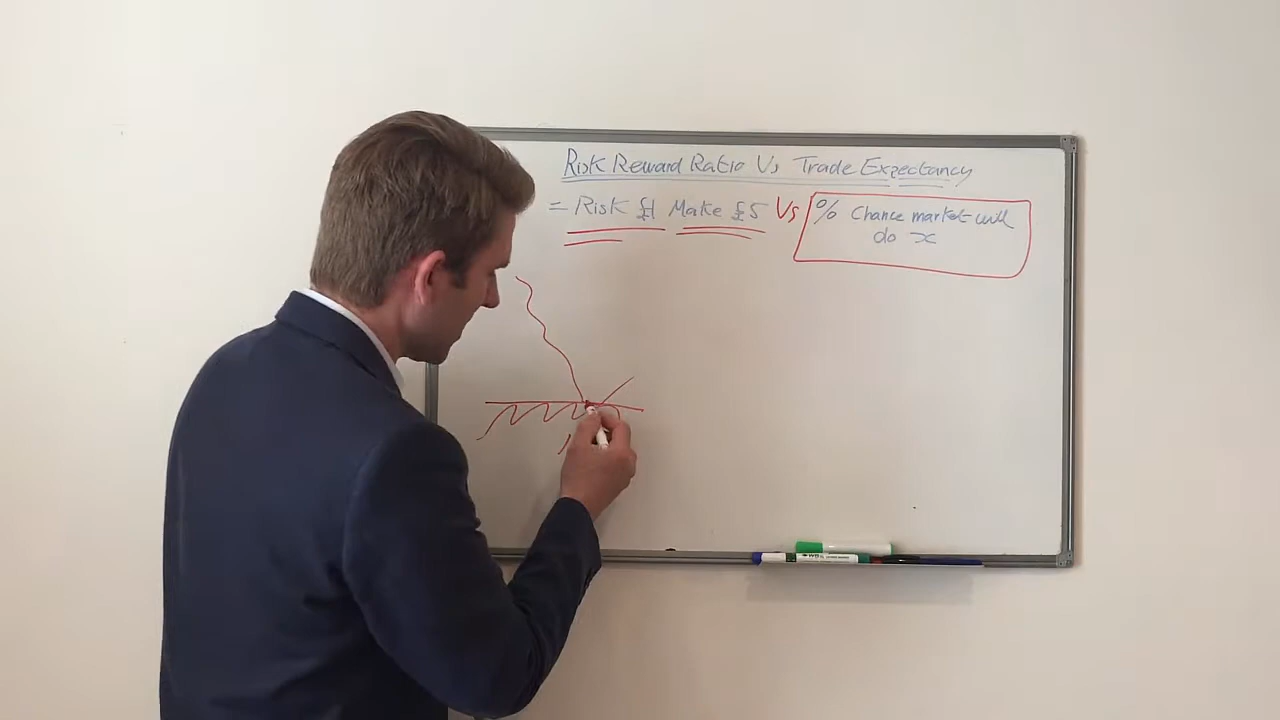 Risk Reward Ratio Vs Trade Expectancy
= Risk £1 Make £5 Vs % Chance market will
do x